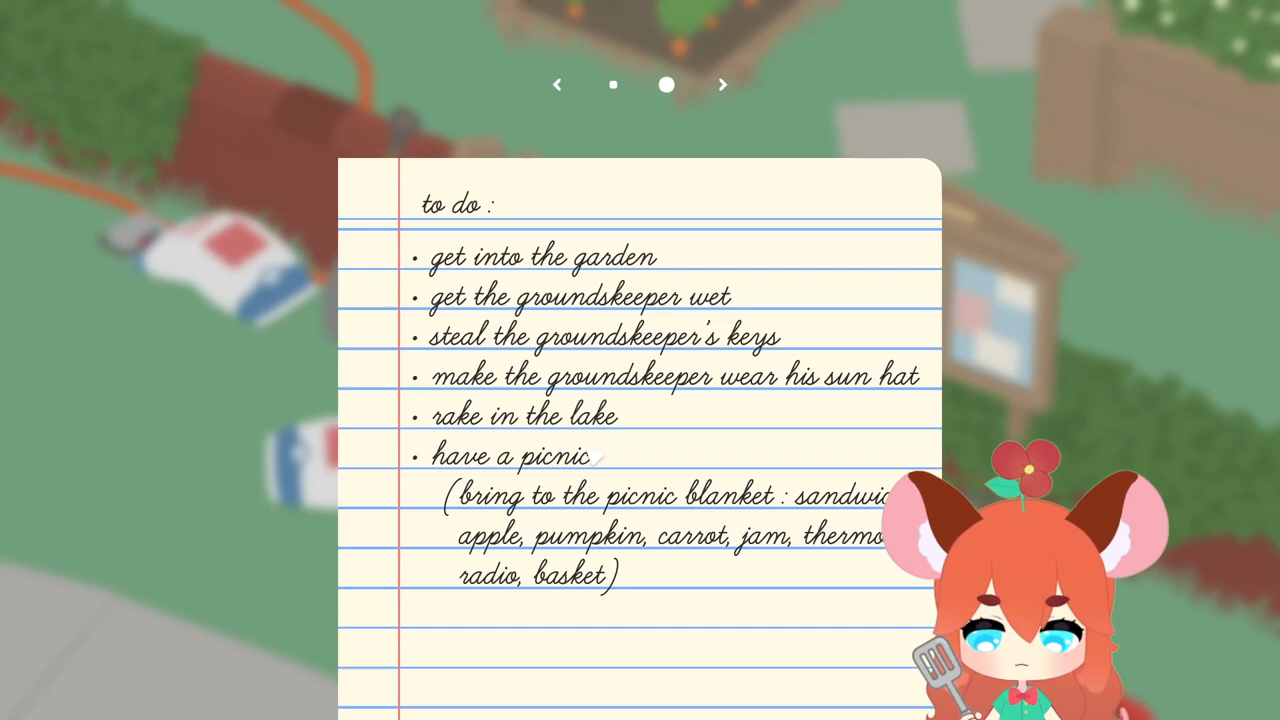 to do :
• get into the garden
• get the groundskeeper wet
• steal the groundskeeper's keys
• make the groundskeeper wear his sun hat
• rake in the lake
• have a picnic
(bring to the picnic blanket :
apple, pumpkin, carrot, jam,
radio, basket)